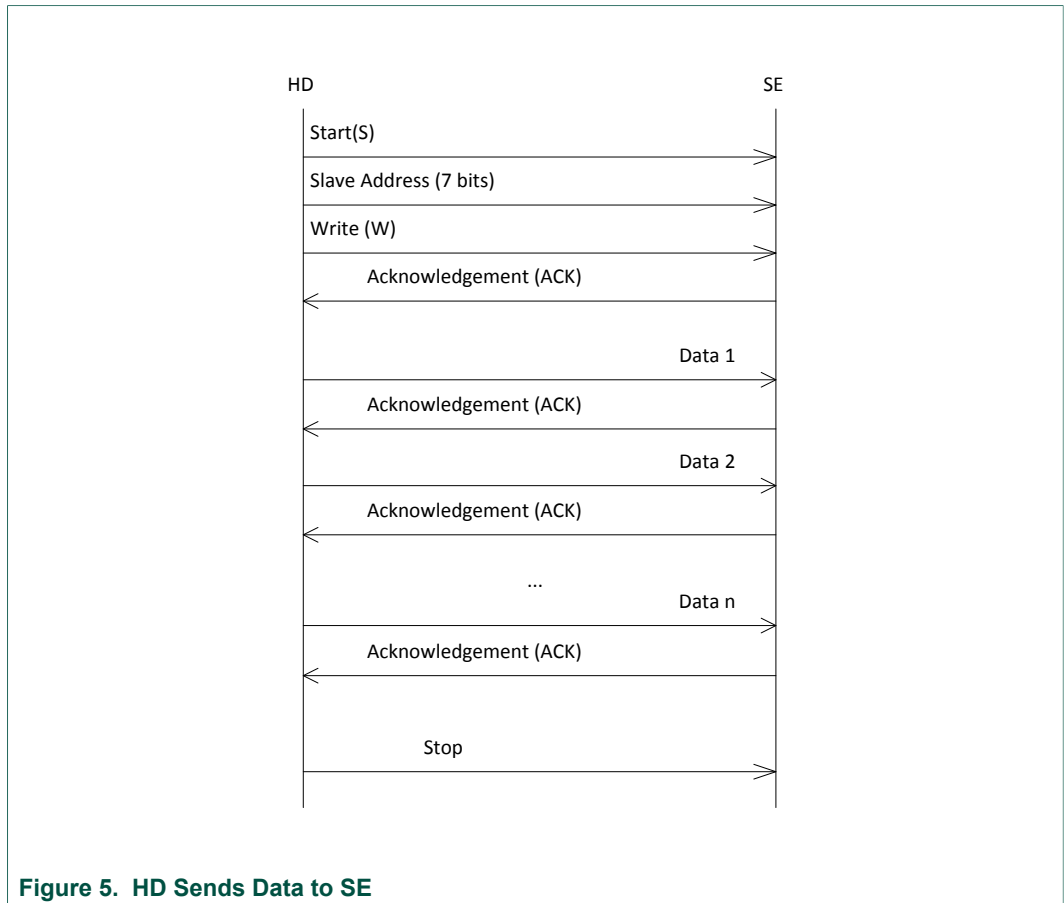 HD SE
Start(S)
Slave Address (7 bits)
Write (W)
Acknowledgement (ACK)
Data 1
Acknowledgement (ACK)
Data 2
Acknowledgement (ACK)
...
Data n
Acknowledgement (ACK)
Stop
Figure 5. HD Sends Data to SE